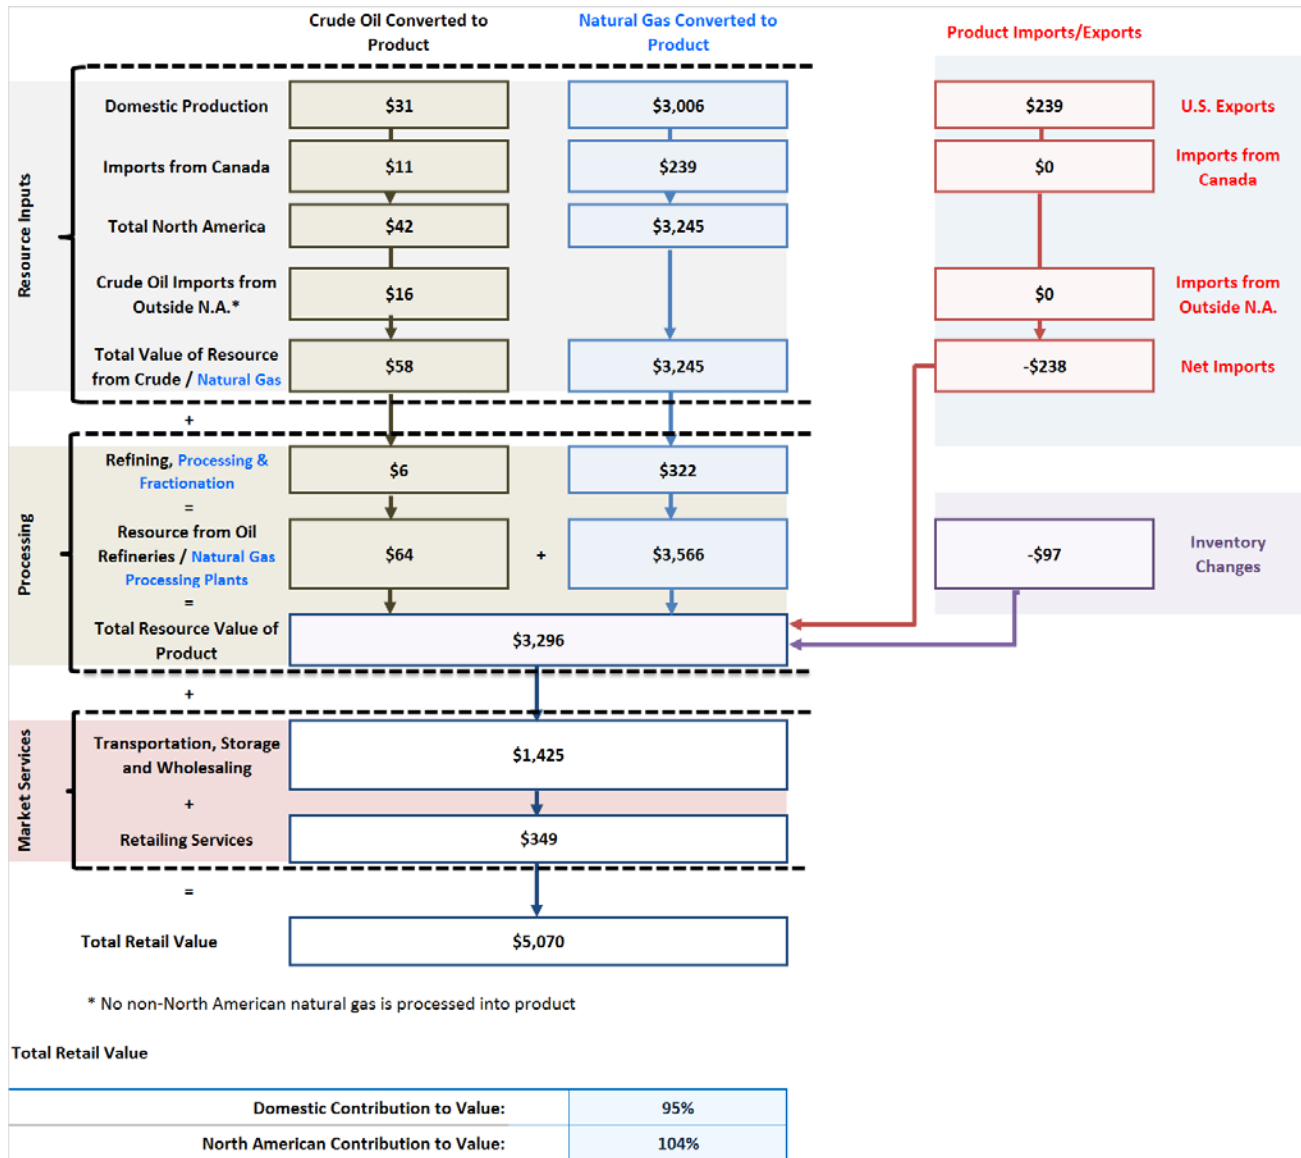 Crude Oil Converted to
Product
Natural Gas Converted to
Product
Product Imports/Exports
Resource Inputs
Domestic Production
$31
$3,006
$239
U.S. Exports
Imports from Canada
$11
$239
$0
Imports from
Canada
Total North America
$42
$3,245
Crude Oil Imports from
Outside N.A.*
$16
$0
Imports from
Outside N.A.
Total Value of Resource
from Crude / Natural Gas
$58
$3,245
-$238
Net Imports
+
Processing
Refining, Processing &
Fractionation
$6
$322
=
Resource from Oil
Refineries / Natural Gas
Processing Plants
$64
+
$3,566
-$97
Inventory
Changes
=
Total Resource Value of
Product
$3,296
+
Market Services
Transportation, Storage
and Wholesaling
$1,425
+
Retailing Services
$349
=
Total Retail Value
$5,070
* No non-North American natural gas is processed into product
Total Retail Value
Domestic Contribution to Value:
95%
North American Contribution to Value:
104%